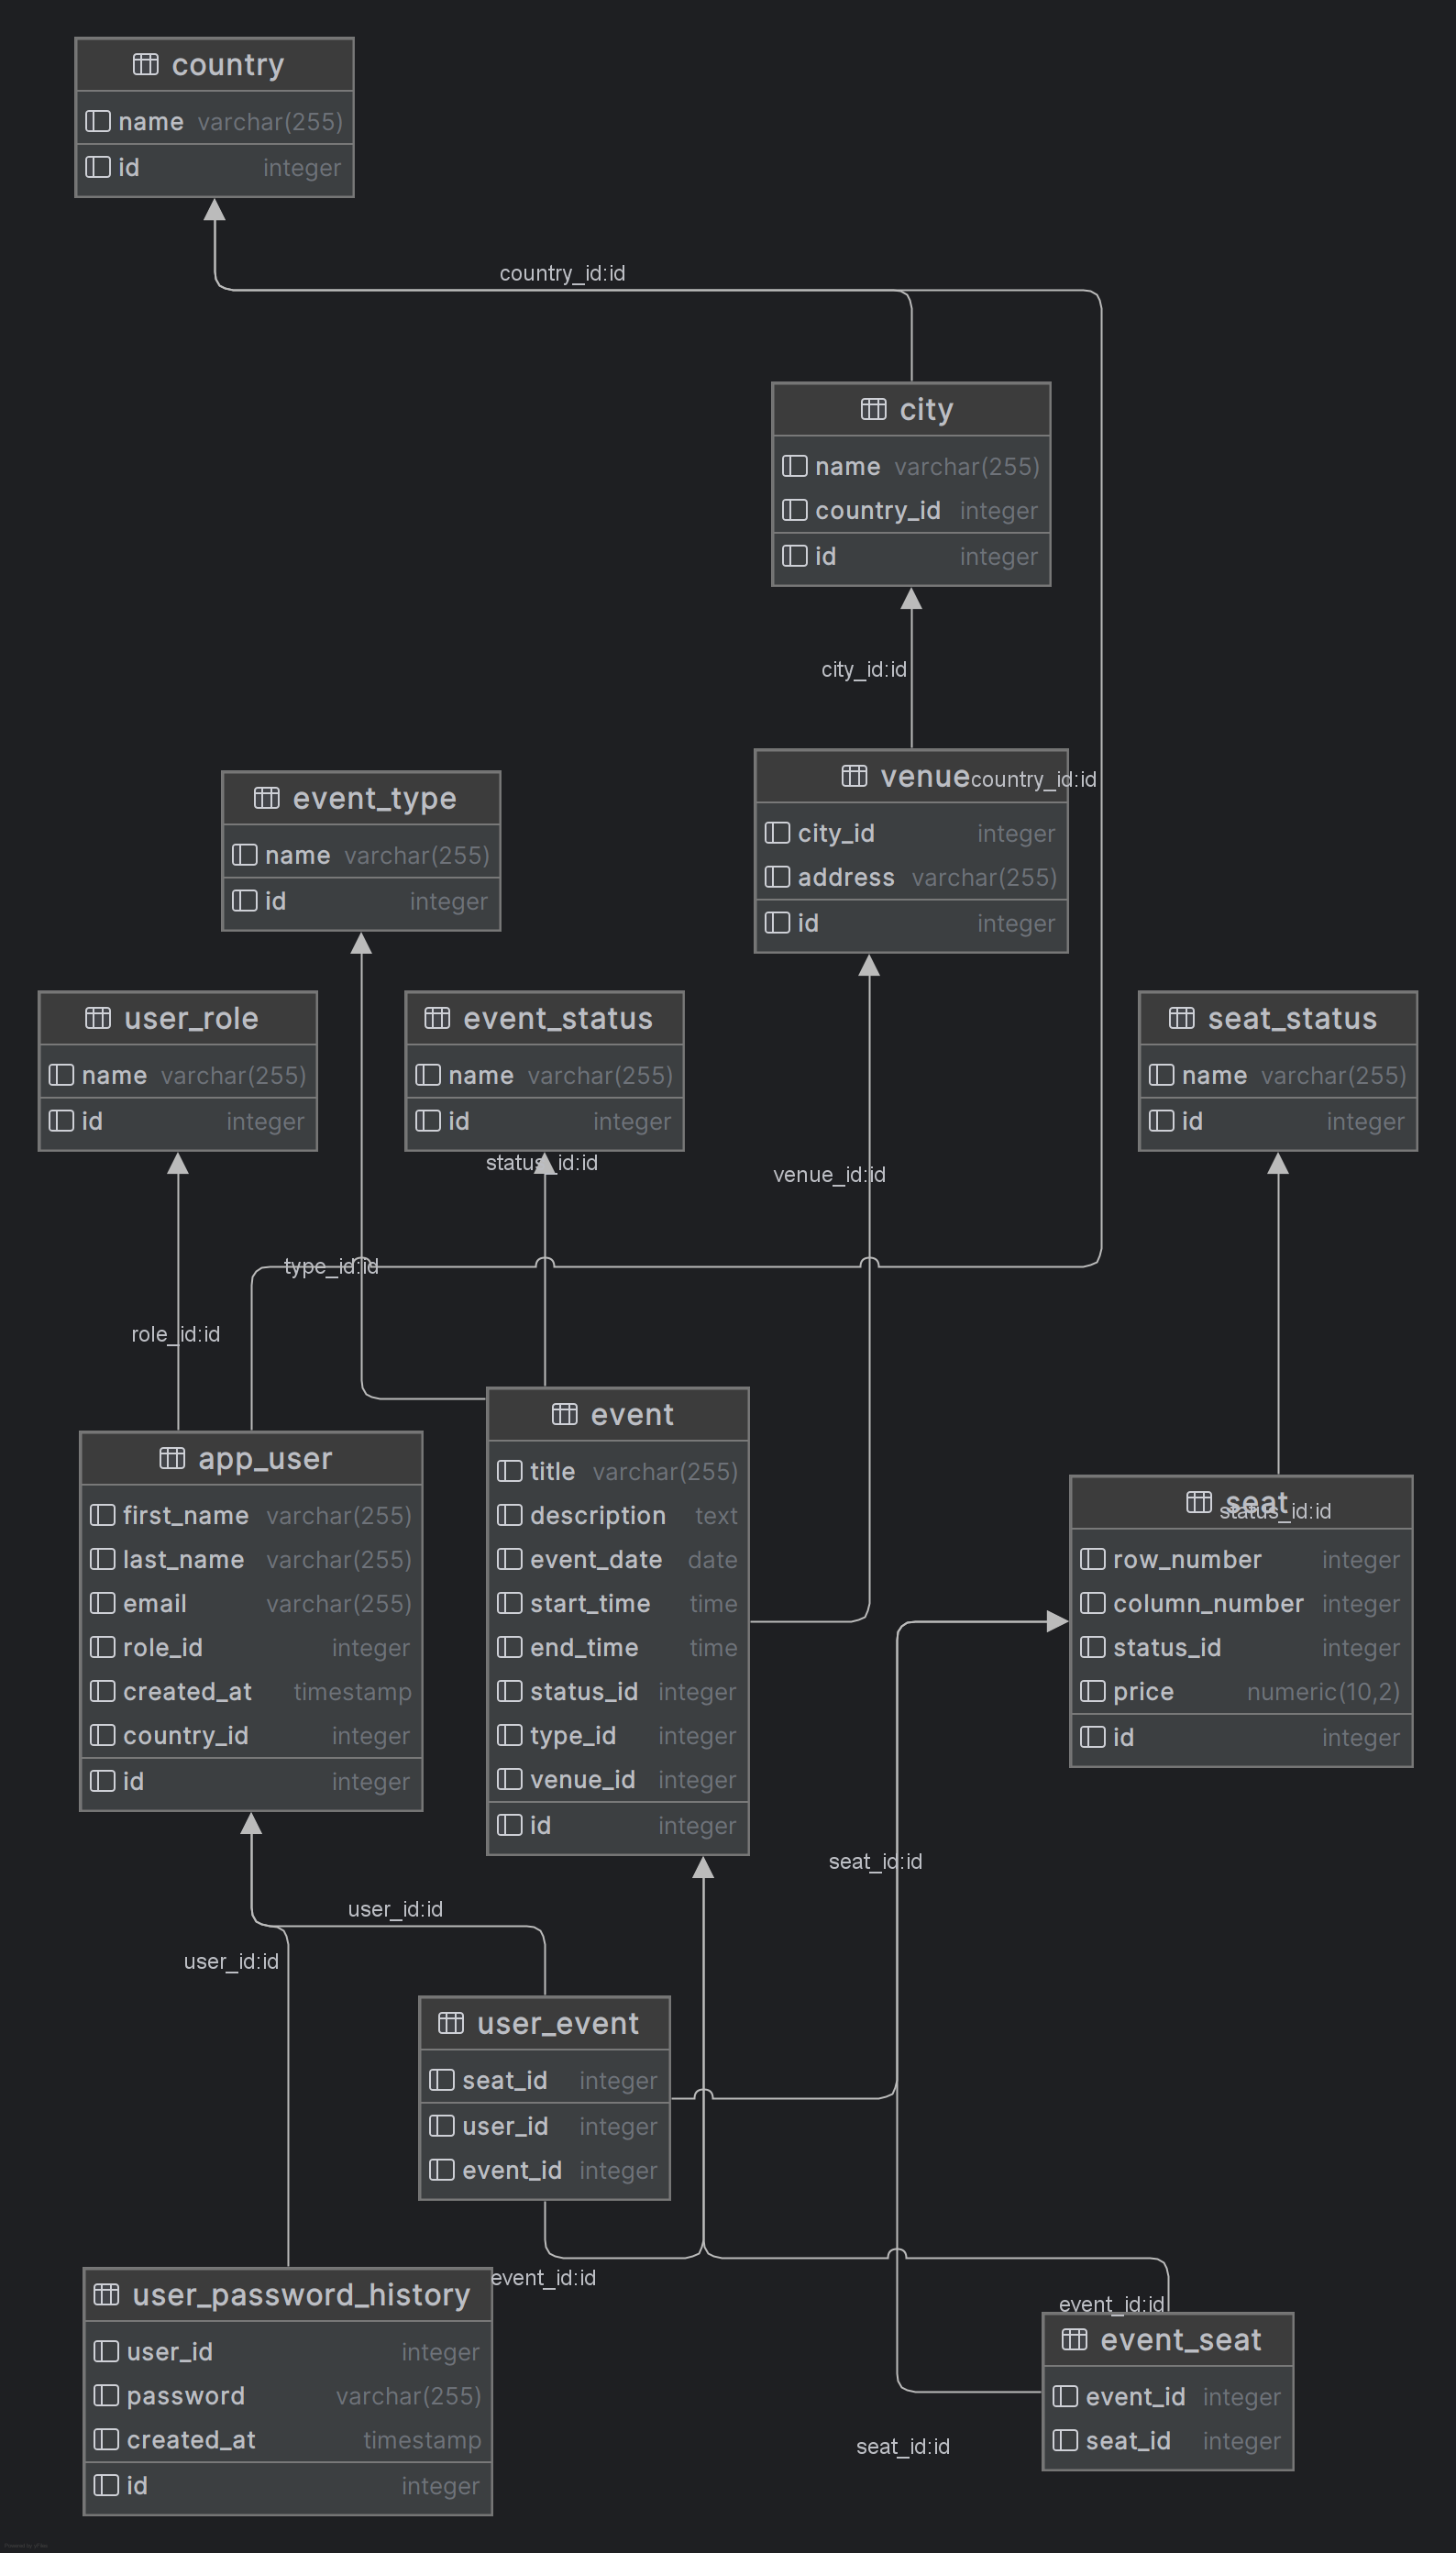 country
name varchar(255)
id integer
country_id:id
city
name varchar(255)
country_id integer
id integer
city_id:id
venue
country_id:id
city_id integer
address varchar(255)
id integer
event_type
name varchar(255)
id integer
user_role
name varchar(255)
id integer
event_status
name varchar(255)
id integer
seat_status
name varchar(255)
id integer
status_id:id
venue_id:id
type_id:id
role_id:id
app_user
first_name varchar(255)
last_name varchar(255)
email varchar(255)
role_id integer
created_at timestamp
country_id integer
id integer
event
title varchar(255)
description text
event_date date
start_time time
end_time time
status_id integer
type_id integer
venue_id integer
id integer
seat
status_id:id
row_number integer
column_number integer
status_id integer
price numeric(10,2)
id integer
seat_id:id
user_id:id
user_id:id
user_event
seat_id integer
user_id integer
event_id integer
event_id:id
user_password_history
user_id integer
password varchar(255)
created_at timestamp
id integer
event_id:id
event_seat
event_id integer
seat_id integer
seat_id:id
Powered by yFiles